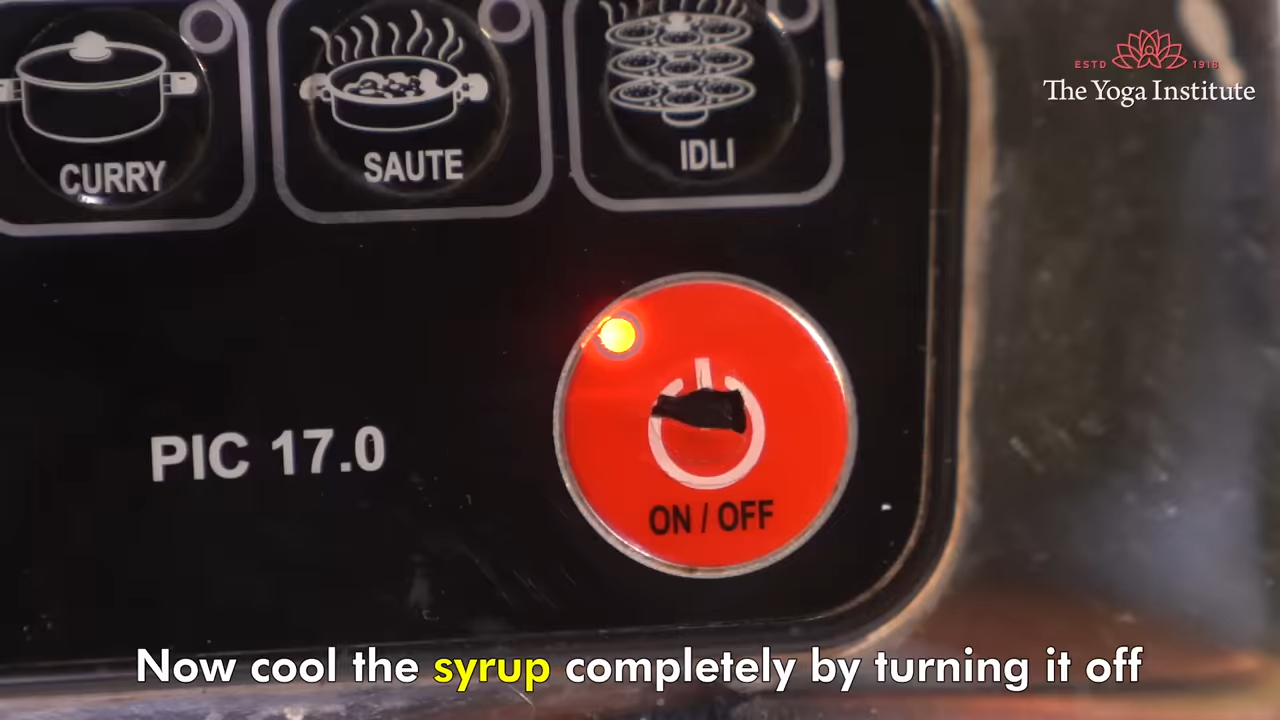 ESTD 1918
The Yoga Institute
CURRY
SAUTE
IDLI
PIC 17.0
ON / OFF
Now cool the syrup completely by turning it off